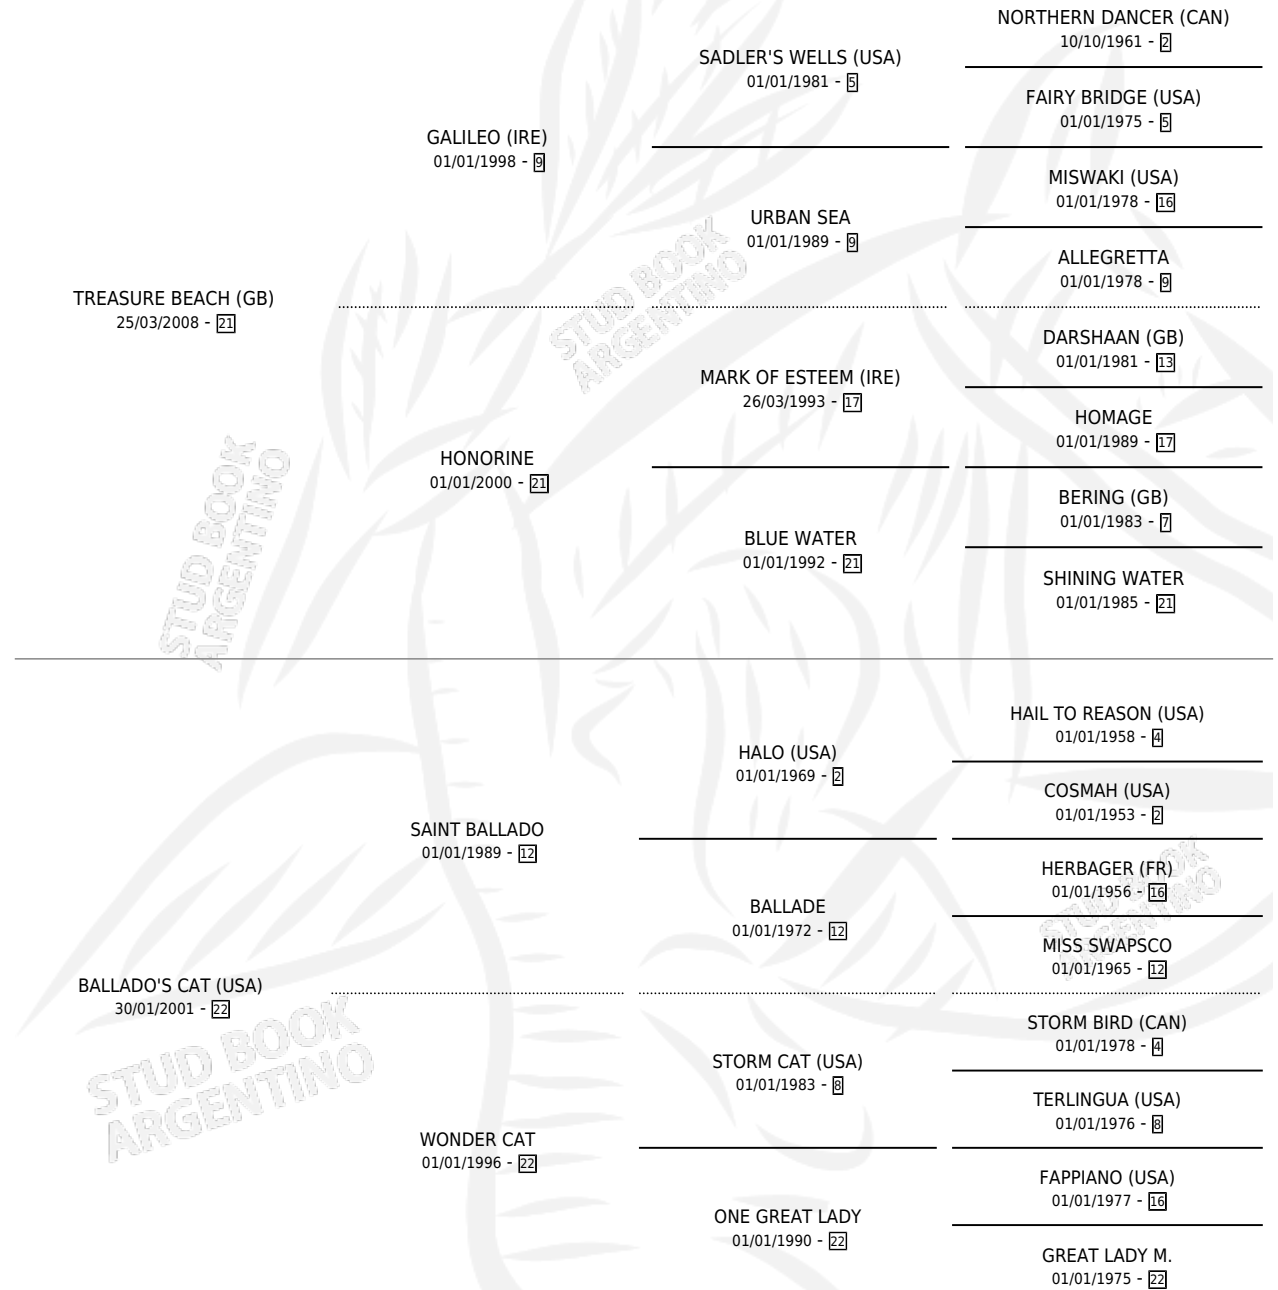 NORTHERN DANCER (CAN)
10/10/1961 - 2
SADLER'S WELLS (USA)
01/01/1981 - 5
FAIRY BRIDGE (USA)
01/01/1975 - 5
GALILEO (IRE)
01/01/1998 - 9
MISWAKI (USA)
01/01/1978 - 16
URBAN SEA
01/01/1989 - 9
ALLEGRETTA
01/01/1978 - 9
TREASURE BEACH (GB)
25/03/2008 - 21
STUD BOOK
ARGENTINO
DARSHAAN (GB)
01/01/1981 - 13
MARK OF ESTEEM (IRE)
26/03/1993 - 17
HOMAGE
01/01/1989 - 17
HONORINE
01/01/2000 - 21
BERING (GB)
01/01/1983 - 7
BLUE WATER
01/01/1992 - 21
SHINING WATER
01/01/1985 - 21
STUD BOOK
ARGENTINO
HAIL TO REASON (USA)
01/01/1958 - 4
HALO (USA)
01/01/1969 - 2
COSMAH (USA)
01/01/1953 - 2
SAINT BALLADO
01/01/1989 - 12
HERBAGER (FR)
01/01/1956 - 16
BALLADE
01/01/1972 - 12
MISS SWAPSCO
01/01/1965 - 12
STUD BOOK
ARGENTINO
BALLADO'S CAT (USA)
30/01/2001 - 22
STORM BIRD (CAN)
01/01/1978 - 4
STORM CAT (USA)
01/01/1983 - 8
TERLINGUA (USA)
01/01/1976 - 8
STUD BOOK
ARGENTINO
WONDER CAT
01/01/1996 - 22
FAPPIANO (USA)
01/01/1977 - 16
ONE GREAT LADY
01/01/1990 - 22
GREAT LADY M.
01/01/1975 - 22